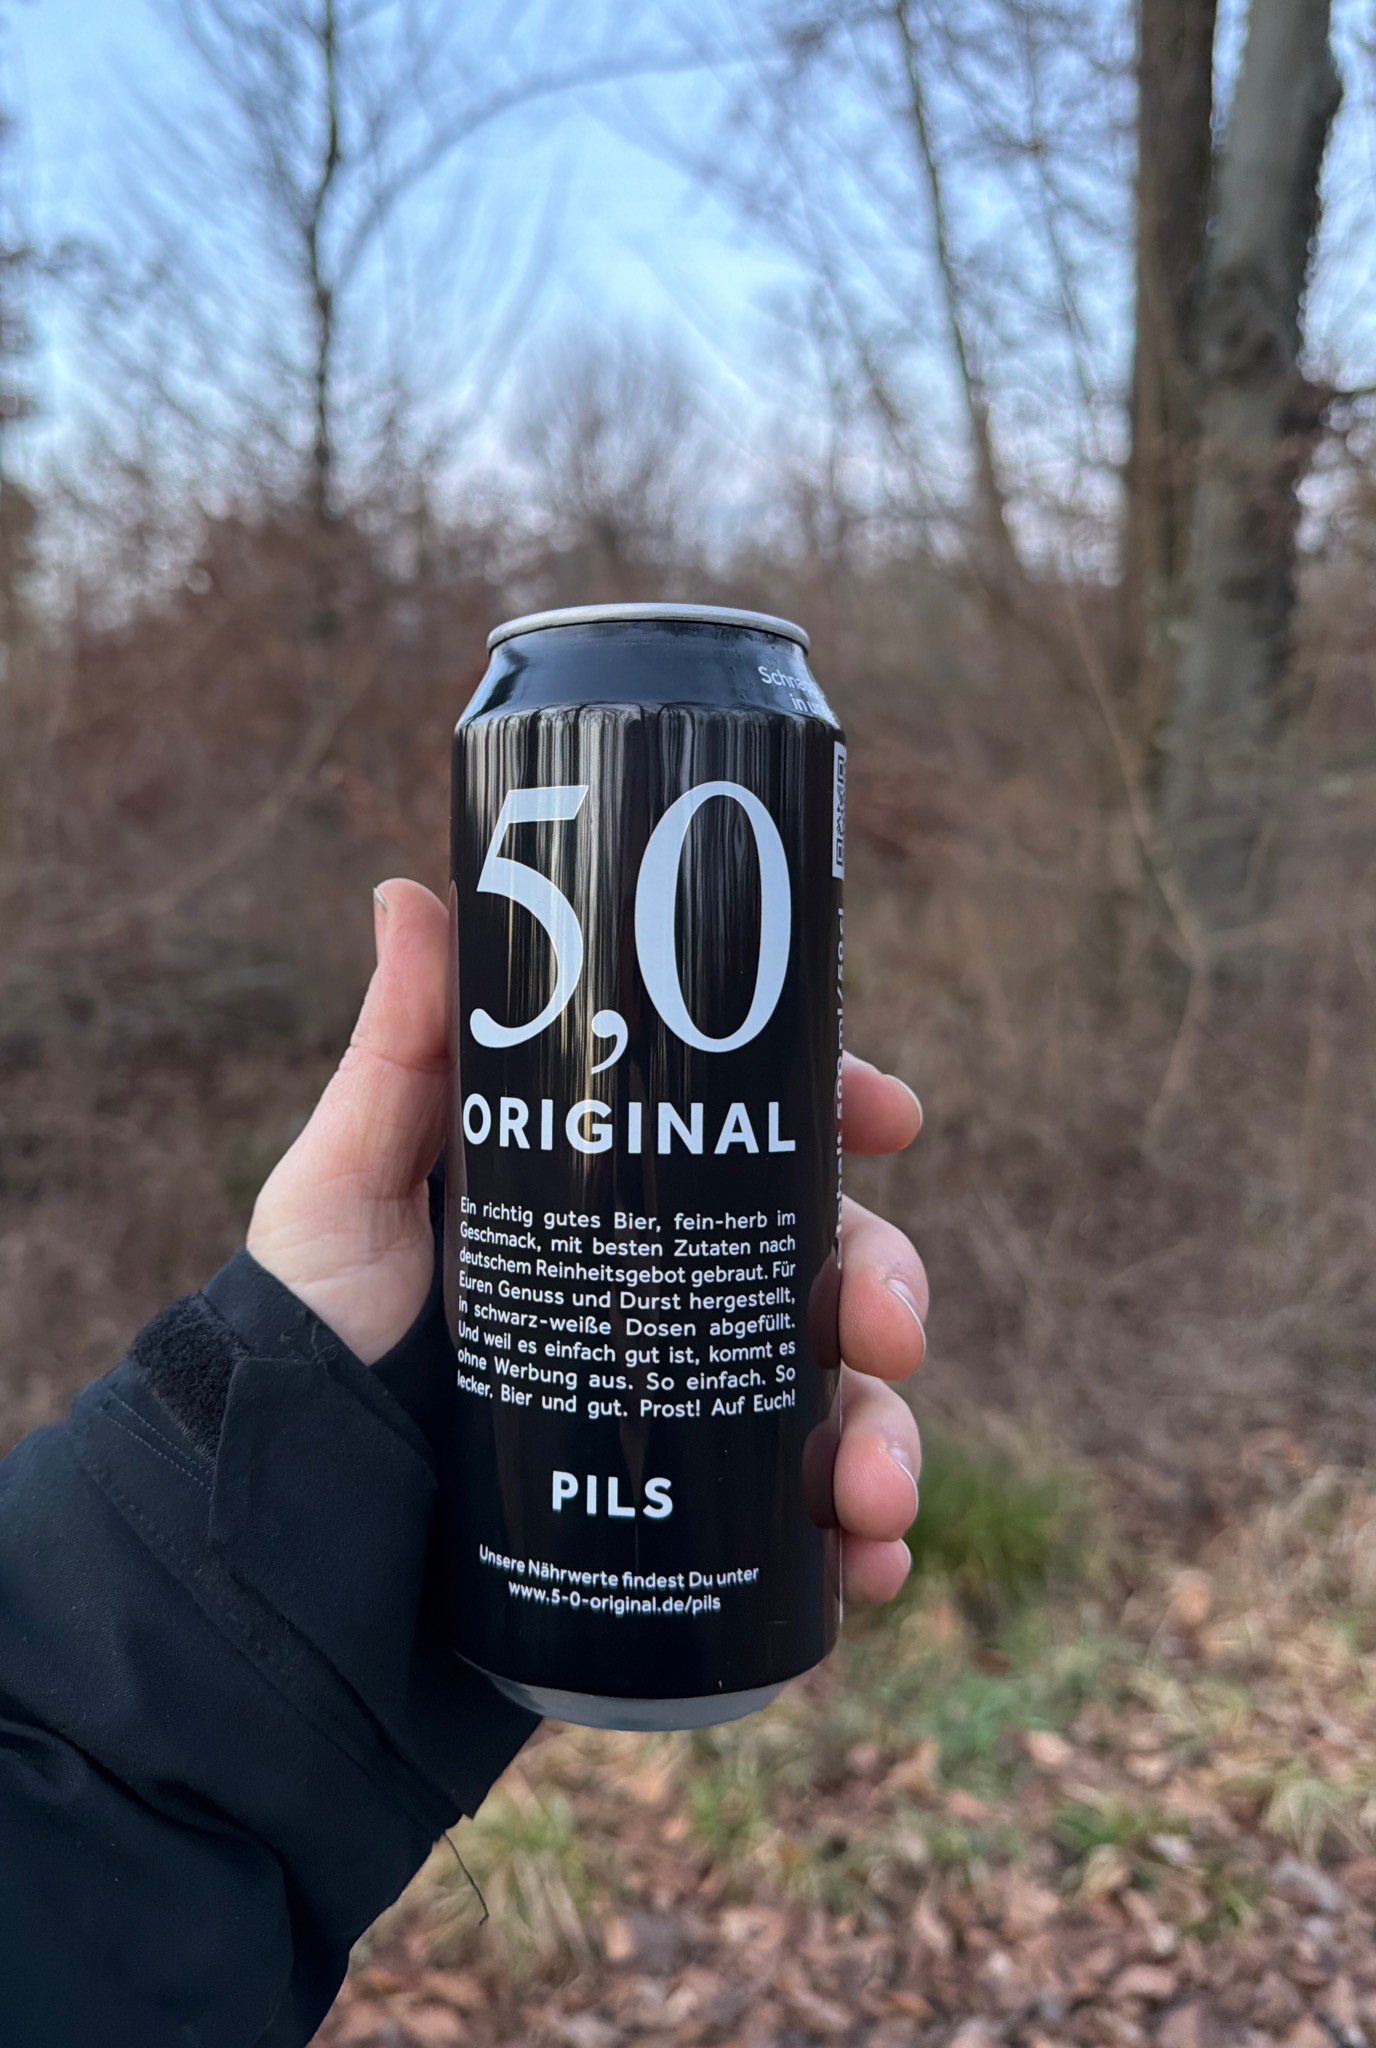 5,0
ORIGINAL
Ein richtig gutes Bier, fein-herb im
Geschmack, mit besten Zutaten nach
deutschem Reinheitsgebot gebraut. Für
Euren Genuss und Durst hergestellt,
in schwarz-weiße Dosen abgefüllt.
Und weil es einfach gut ist, kommt es
ohne Werbung aus. So einfach. So
lecker, Bier und gut. Prost! Auf Euch!
PILS
Unsere Nährwerte findest Du unter
www.5-0-original.de/pils
in
500ml/50cl